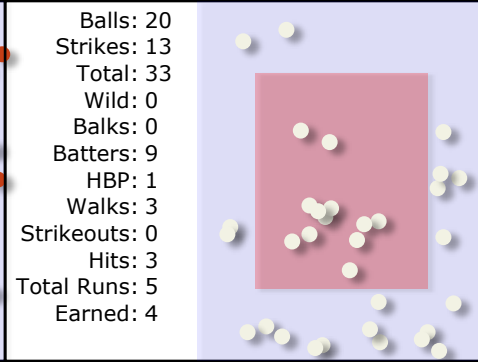 Balls: 20
Strikes: 13
Total: 33
Wild: 0
Balks: 0
Batters: 9
HBP: 1
Walks: 3
Strikeouts: 0
Hits: 3
Total Runs: 5
Earned: 4